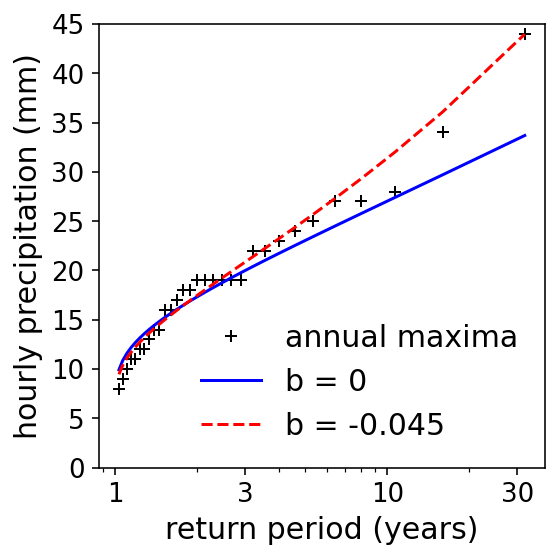 45
40
35
30
25
20
15
10
5
0
hourly precipitation (mm)
annual maxima
b = 0
b = -0.045
1 3 10 30
return period (years)